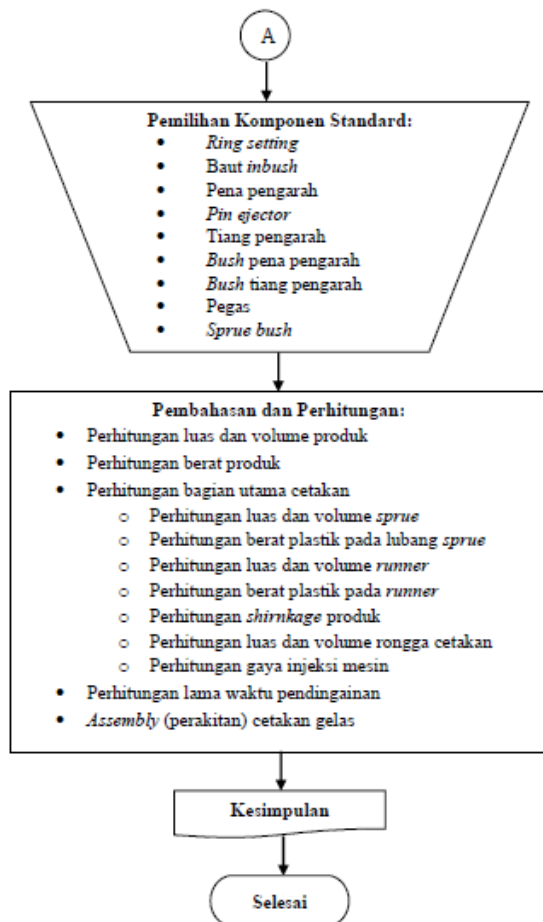 A
Pemilihan Komponen Standard:
• Ring setting
• Baut inbush
• Pena pengarah
• Pin ejector
• Tiang pengarah
• Bush pena pengarah
• Bush tiang pengarah
• Pegas
• Sprue bush
Pembahasan dan Perhitungan:
• Perhitungan luas dan volume produk
• Perhitungan berat produk
• Perhitungan bagian utama cetakan
o Perhitungan luas dan volume sprue
o Perhitungan berat plastik pada lubang sprue
o Perhitungan luas dan volume runner
o Perhitungan berat plastik pada runner
o Perhitungan shirnkage produk
o Perhitungan luas dan volume rongga cetakan
o Perhitungan gaya injeksi mesin
• Perhitungan lama waktu pendingainan
• Assembly (perakitan) cetakan gelas
Kesimpulan
Selesai